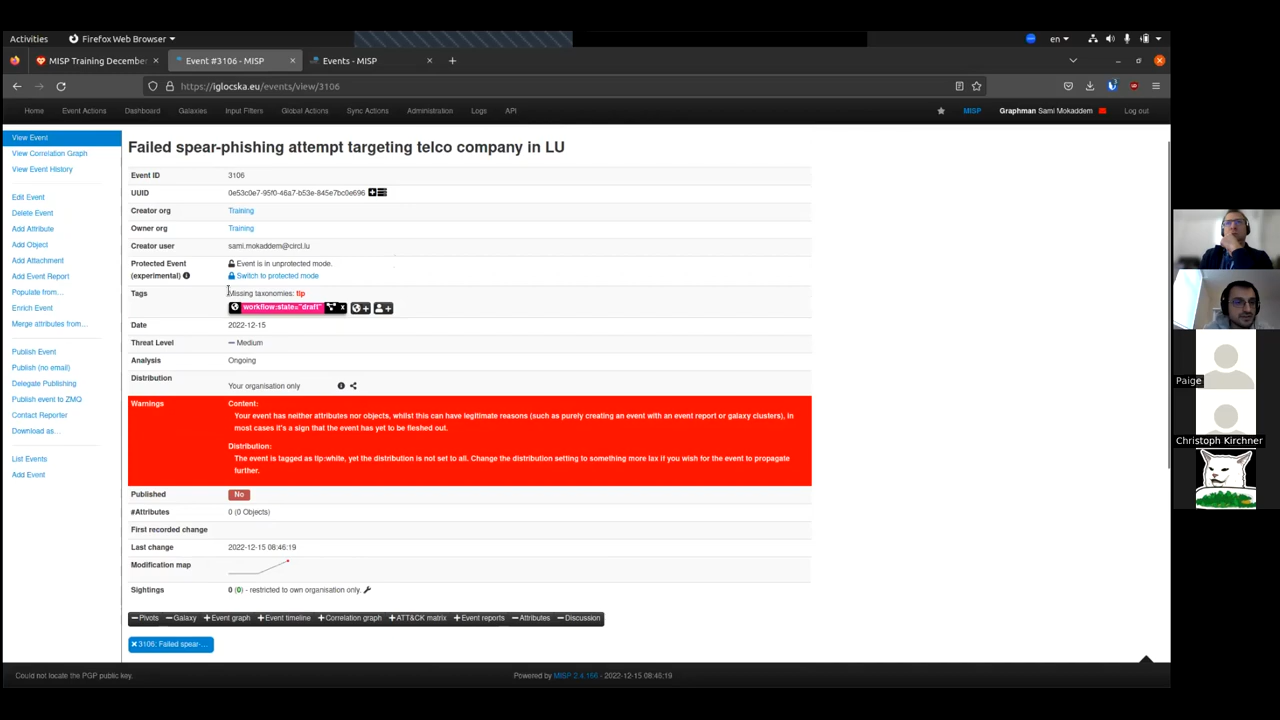 Activities
Firefox Web Browser
en
MISP Training December
Event #3106 - MISP
Events - MISP
https://iglocska.eu/events/view/3106
Home
Event Actions
Dashboard
Galaxies
Input Filters
Global Actions
Sync Actions
Administration
Logs
API
MISP
Graphman Sami Mokaddem
Log out
View Event
View Correlation Graph
View Event History
Edit Event
Delete Event
Add Attribute
Add Object
Add Attachment
Add Event Report
Populate from...
Enrich Event
Merge attributes from...
Publish Event
Publish (no email)
Delegate Publishing
Publish event to ZMQ
Contact Reporter
Download as...
List Events
Add Event
Failed spear-phishing attempt targeting telco company in LU
Event ID 3106
UUID 0e53c0e7-95f0-46a7-b53e-845e7bc0e696
Creator org Training
Owner org Training
Creator user sami.mokaddem@circl.lu
Protected Event Event is in unprotected mode.
(experimental) Switch to protected mode
Tags Missing taxonomies: tlp
workflow:state="draft" x
Date 2022-12-15
Threat Level Medium
Analysis Ongoing
Distribution Your organisation only
Warnings Content:
Your event has neither attributes nor objects, whilst this can have legitimate reasons (such as purely creating an event with an event report or galaxy clusters), in
most cases it's a sign that the event has yet to be fleshed out.
Distribution:
The event is tagged as tlp:white, yet the distribution is not set to all. Change the distribution setting to something more lax if you wish for the event to propagate
further.
Published No
#Attributes 0 (0 Objects)
First recorded change
Last change 2022-12-15 08:46:19
Modification map
Sightings 0 (0) - restricted to own organisation only.
Pivots Galaxy Event graph Event timeline Correlation graph ATT&CK matrix Event reports Attributes Discussion
3106: Failed spear-...
Could not locate the PGP public key.
Powered by MISP 2.4.166 - 2022-12-15 08:46:19
Paige
Christoph Kirchner